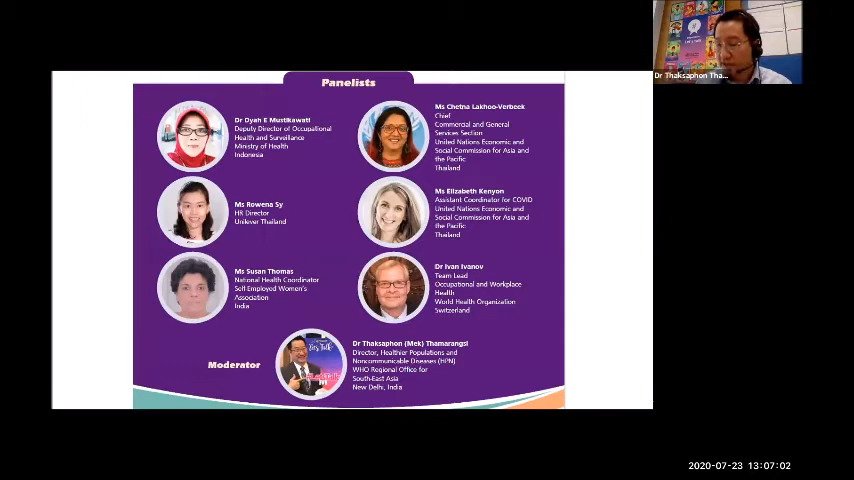 Panelists
Dr Dyah E Mustikawati
Deputy Director of Occupational
Health and Surveillance
Ministry of Health
Indonesia
Ms Chetna Lakhoo-Verbeek
Chief
Commercial and General
Services Section
United Nations Economic and
Social Commission for Asia and
the Pacific
Thailand
Ms Rowena Sy
HR Director
Unilever Thailand
Ms Elizabeth Kenyon
Assistant Coordinator for COVID
United Nations Economic and
Social Commission for Asia and
the Pacific
Thailand
Ms Susan Thomas
National Health Coordinator
Self-Employed Women's
Association
India
Dr Ivan Ivanov
Team Lead
Occupational and Workplace
Health
World Health Organization
Switzerland
Moderator
Dr Thaksaphon (Mek) Thamarangsi
Director, Healthier Populations and
Noncommunicable Diseases (HPN)
WHO Regional Office for
South-East Asia
New Delhi, India
Dr Thaksaphon Tha...
2020-07-23 13:07:02